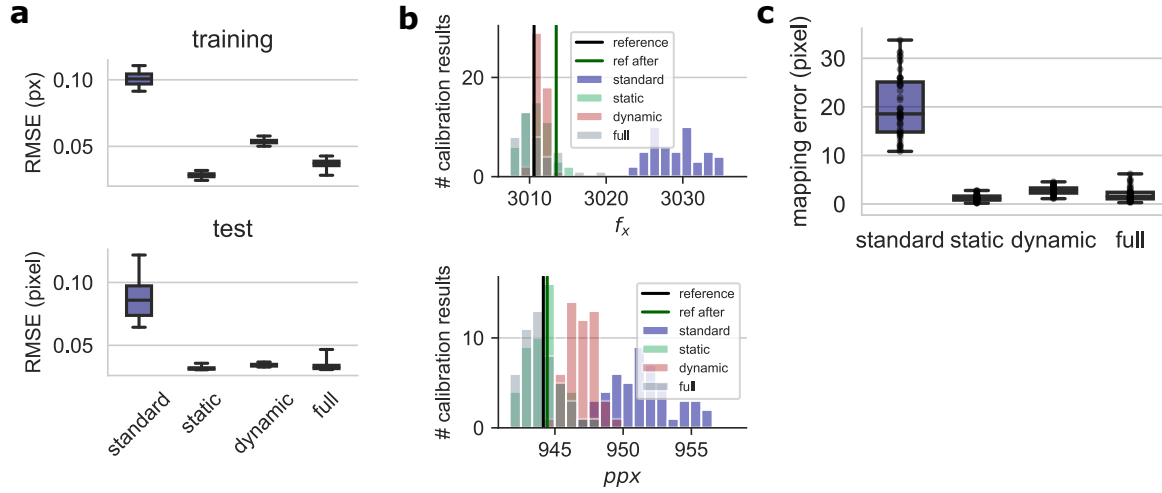 a
training
RMSE (px)
0.10
0.05
test
RMSE (pixel)
0.10
0.05
standard
static
dynamic
full
b
# calibration results
20
0
reference
ref after
standard
static
dynamic
full
3010
3020
3030
f_x
# calibration results
10
0
reference
ref after
standard
static
dynamic
full
945
950
955
ppx
c
mapping error (pixel)
30
20
10
0
standard static dynamic full